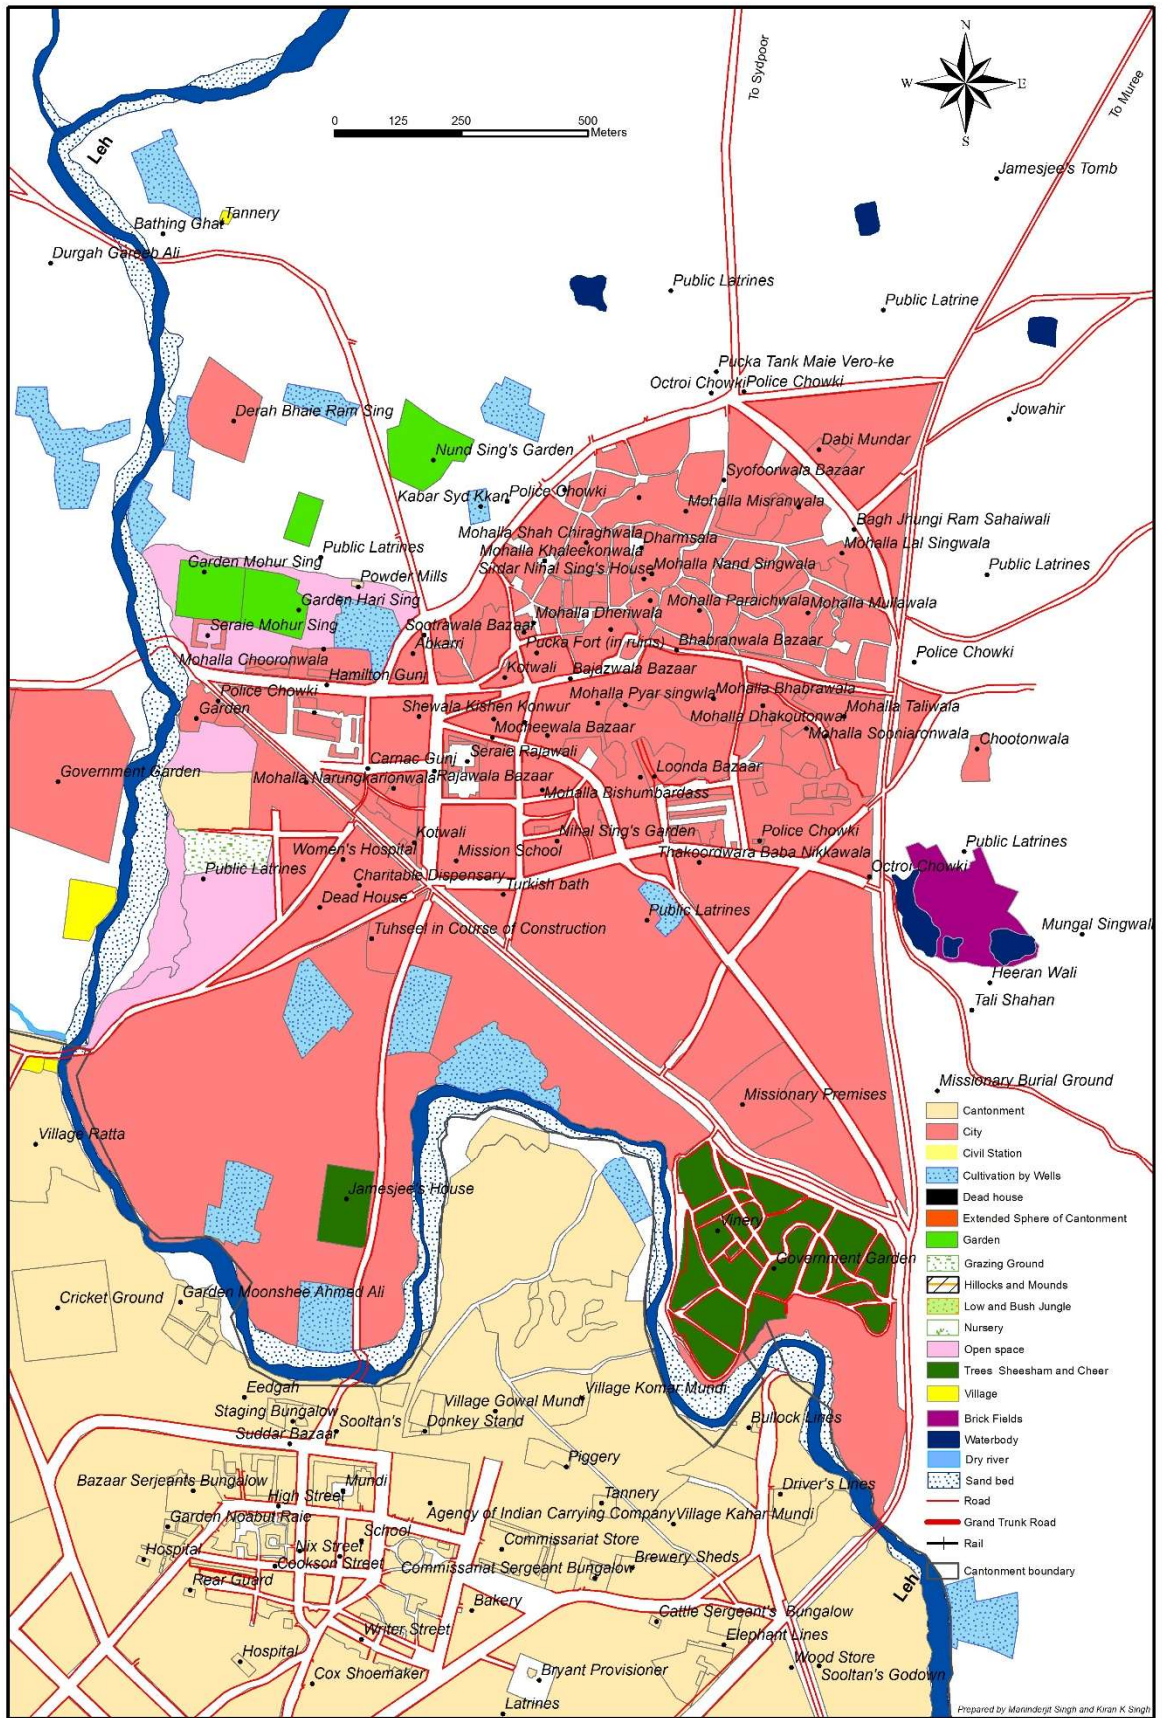 N
W
E
S
To Sydpoor
To Muree
0 125 250 500
Meters
Leh
Jamesjee's Tomb
Tannery
Bathing Ghat
Durgah Gareeb Ali
Public Latrines
Public Latrine
Pucka Tank Maie Vero-ke
Octroi Chowki
Police Chowki
Derah Bhaie Ram Sing
Jowahir
Nund Sing's Garden
Dabi Mundar
Syofoorwala Bazaar
Kabar Syd Kkan
Police Chowki
Mohalla Misranwala
Bagh Jhungi Ram Sahaiwali
Mohalla Shah Chiraghwala
Dharmsala
Public Latrines
Mohalla Khaleekonwala
Mohalla Lal Singwala
Garden Mohur Sing
Sirdar Nihal Sing's House
Mohalla Nand Singwala
Public Latrines
Powder Mills
Garden Hari Sing
Mohalla Dheriwala
Mohalla Paraichwala
Mohalla Mullawala
Seraie Mohur Sing
Sootrawala Bazaar
Abkarri
Pucka Fort (in ruins)
Bhabranwala Bazaar
Mohalla Chooronwala
Police Chowki
Hamilton Gunj
Kotwali
Bajazwala Bazaar
Police Chowki
Mohalla Pyar singwla
Mohalla Bhabrawala
Garden
Shewala Kishen Konwur
Mohalla Dhakoutonwai
Mohalla Taliwala
Mocheewala Bazaar
Mohalla Sooniaronwala
Chootonwala
Seraie Rajawali
Carnac Gunj
Government Garden
Mohalla Narungkarionwala
Rajawala Bazaar
Loonda Bazaar
Mohalla Bishumbardass
Kotwali
Nihal Sing's Garden
Police Chowki
Public Latrines
Women's Hospital
Mission School
Thakoordwara Baba Nikkawala
Octroi Chowki
Public Latrines
Charitable Dispensary
Turkish bath
Dead House
Public Latrines
Mungal Singwali
Tuhseel in Course of Construction
Heeran Wali
Tali Shahan
Missionary Burial Ground
Missionary Premises
Village Ratta
Jamesjee's House
Vinery
Government Garden
Garden Moonshee Ahmed Ali
Cricket Ground
Eedgah
Village Komar Mundi
Staging Bungalow
Sooltan's
Village Gowal Mundi
Donkey Stand
Bullock Lines
Suddar Bazaar
Piggery
Bazaar Serjeants Bungalow
Mundi
Driver's Lines
High Street
Tannery
Agency of Indian Carrying Company
Village Kahar Mundi
Garden Noabut Raie
School
Hospital
Nix Street
Commissariat Store
Cookson Street
Commissariat Sergeant Bungalow
Brewery Sheds
Rear Guard
Bakery
Cattle Sergeant's Bungalow
Writer Street
Elephant Lines
Hospital
Wood Store
Cox Shoemaker
Bryant Provisioner
Sooltan's Godown
Latrines
Leh
Cantonment
City
Civil Station
Cultivation by Wells
Dead house
Extended Sphere of Cantonment
Garden
Grazing Ground
Hillocks and Mounds
Low and Bush Jungle
Nursery
Open space
Trees Sheesham and Cheer
Village
Brick Fields
Waterbody
Dry river
Sand bed
Road
Grand Trunk Road
Rail
Cantonment boundary
Prepared by Maninderjit Singh and Kiran K Singh